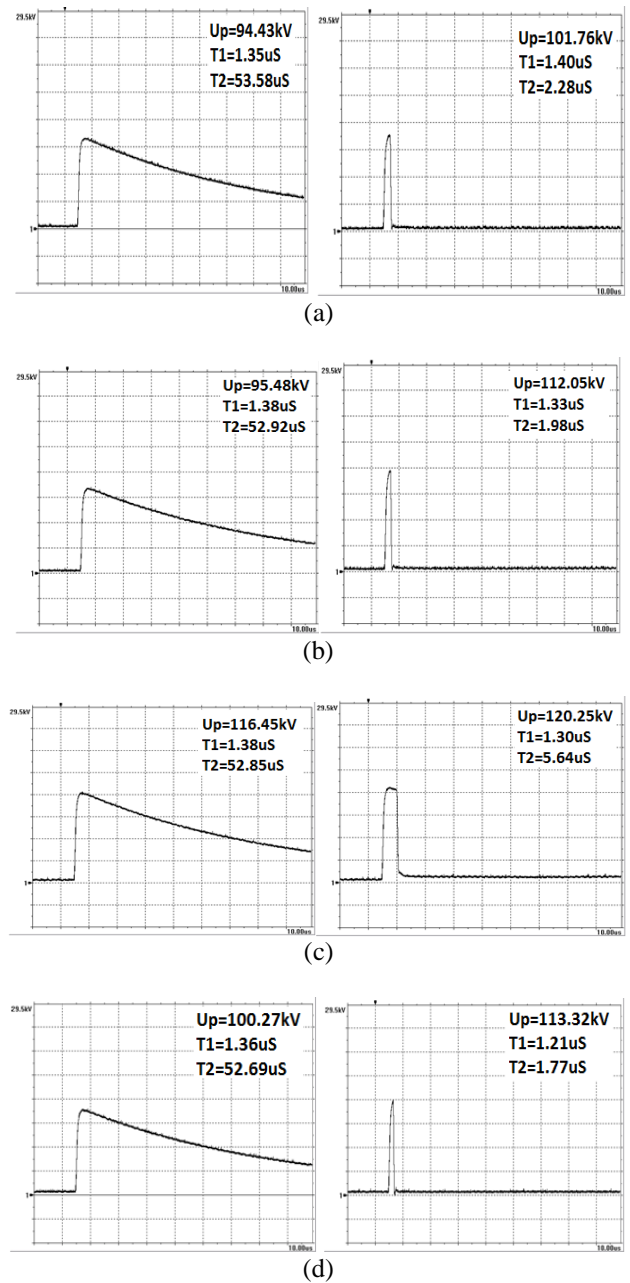 29.5kV
Up=94.43kV
T1=1.35uS
T2=53.58uS
1
10.00us
29.5kV
Up=101.76kV
T1=1.40uS
T2=2.28uS
1
10.00us
(a)
29.5kV
Up=95.48kV
T1=1.38uS
T2=52.92uS
1
10.00us
29.5kV
Up=112.05kV
T1=1.33uS
T2=1.98uS
1
10.00us
(b)
29.5kV
Up=116.45kV
T1=1.38uS
T2=52.85uS
1
10.00us
29.5kV
Up=120.25kV
T1=1.30uS
T2=5.64uS
1
10.00us
(c)
29.5kV
Up=100.27kV
T1=1.36uS
T2=52.69uS
1
10.00us
29.5kV
Up=113.32kV
T1=1.21uS
T2=1.77uS
1
10.00us
(d)